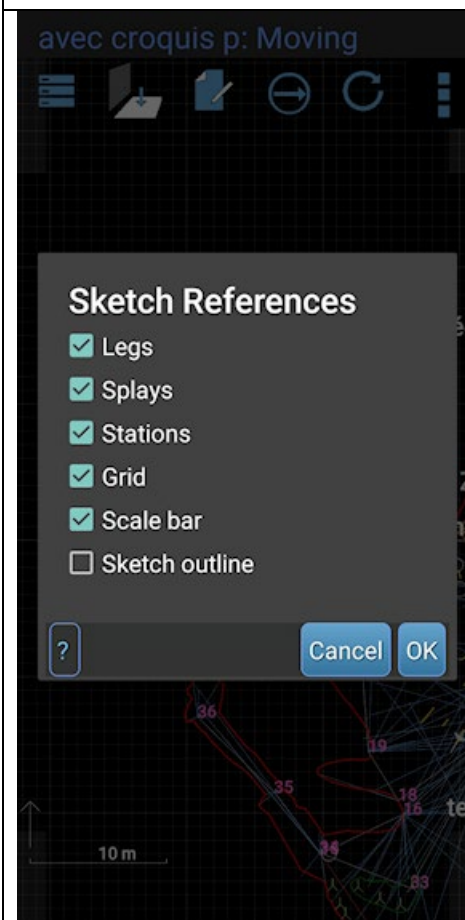 avec croquis p: Moving
Sketch References
Legs
Splays
Stations
Grid
Scale bar
Sketch outline
?
Cancel
OK
36
19
35
18
16
te
10 m
33